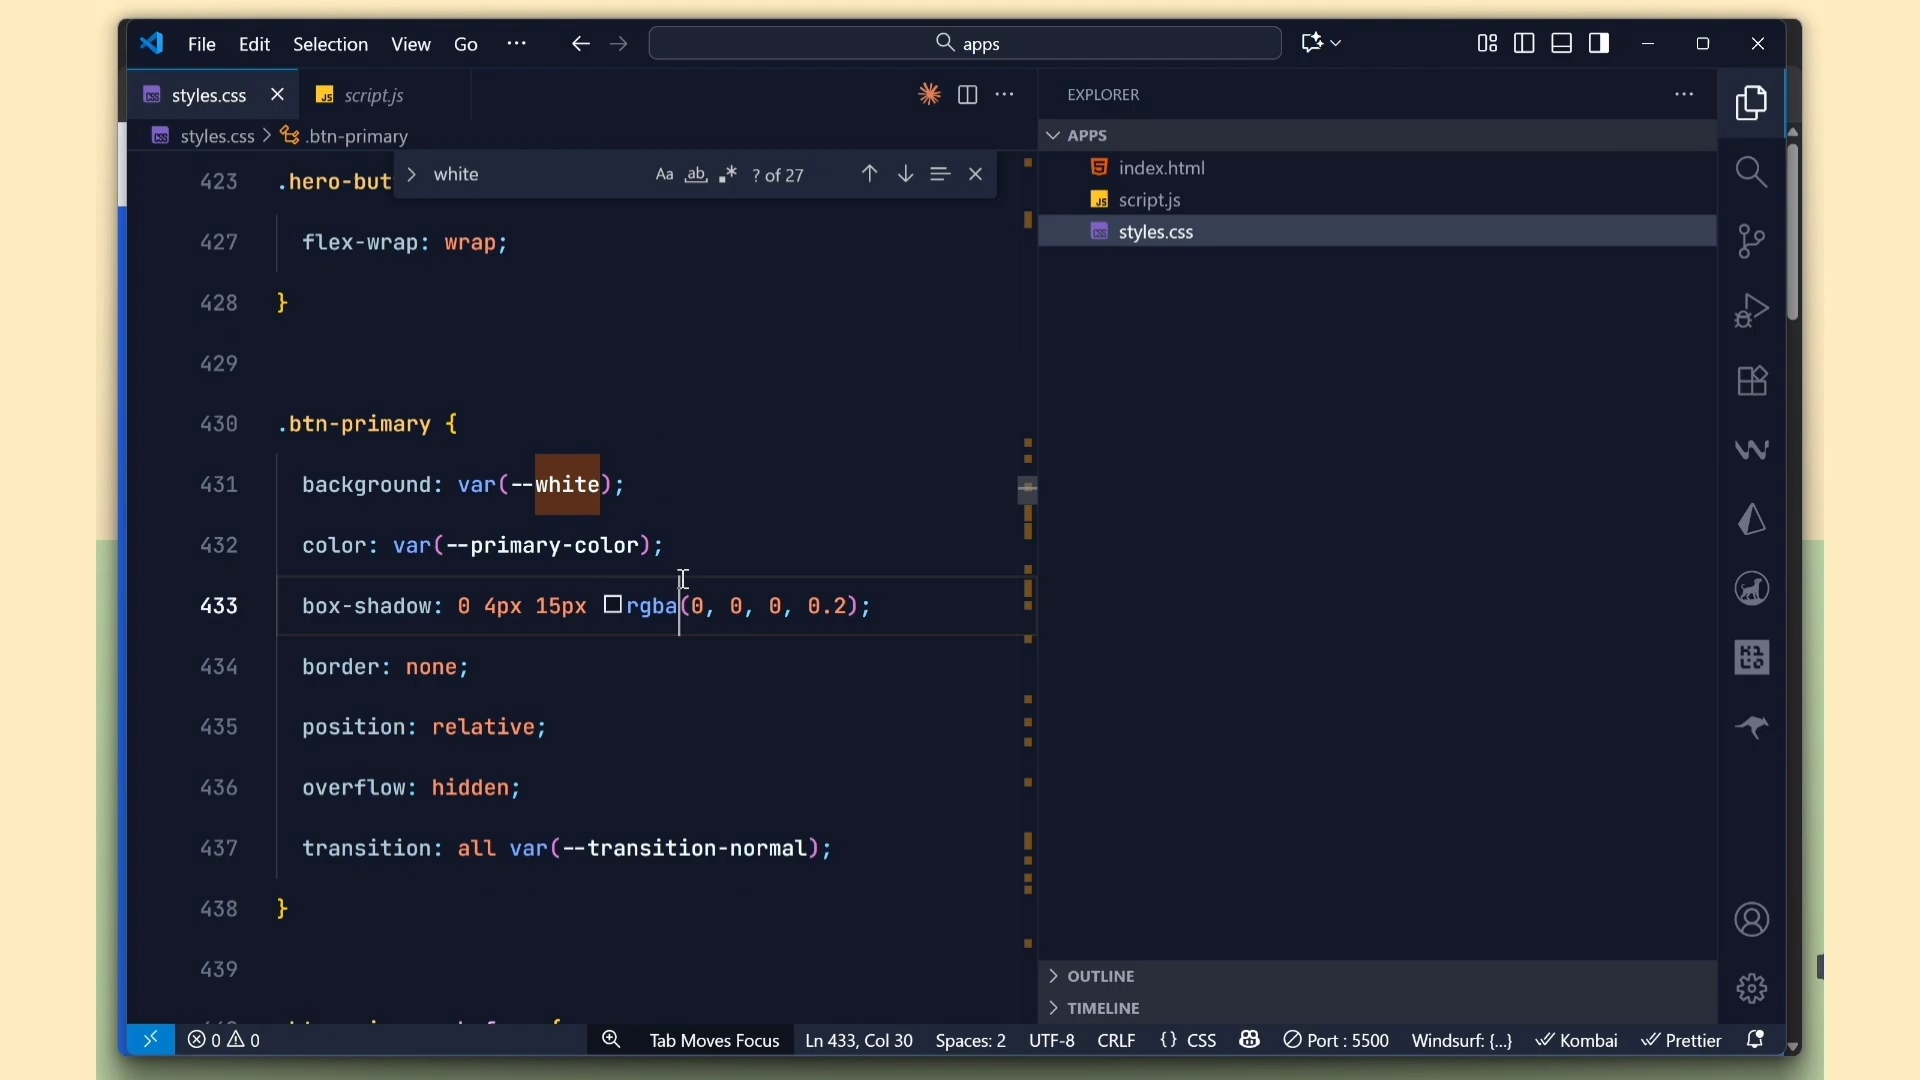 File Edit Selection View Go ··· apps
styles.css script.js
styles.css > .btn-primary
white Aa ab ? of 27
423 .hero-but
427 flex-wrap: wrap;
428 }
429
430 .btn-primary {
431 background: var(--white);
432 color: var(--primary-color);
433 box-shadow: 0 4px 15px rgba(0, 0, 0, 0.2);
434 border: none;
435 position: relative;
436 overflow: hidden;
437 transition: all var(--transition-normal);
438 }
439
EXPLORER
APPS
index.html
JS script.js
styles.css
OUTLINE
TIMELINE
0 0 Tab Moves Focus Ln 433, Col 30 Spaces: 2 UTF-8 CRLF {} CSS Port : 5500 Windsurf: {...} Kombai Prettier